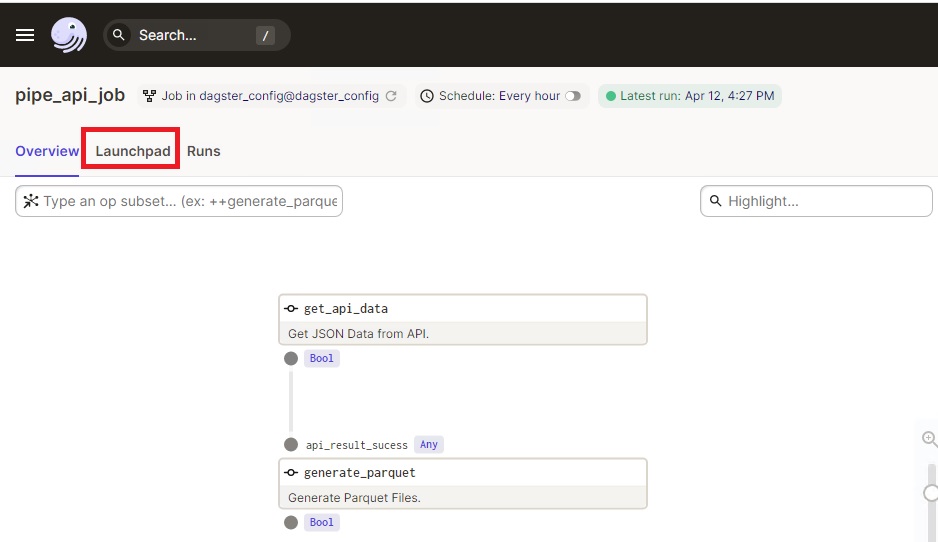 Search... /
pipe_api_job Job in dagster_config@dagster_config Schedule: Every hour Latest run: Apr 12, 4:27 PM
Overview Launchpad Runs
Type an op subset... (ex: ++generate_parque Highlight...
get_api_data
Get JSON Data from API.
Bool
api_result_sucess Any
generate_parquet
Generate Parquet Files.
Bool